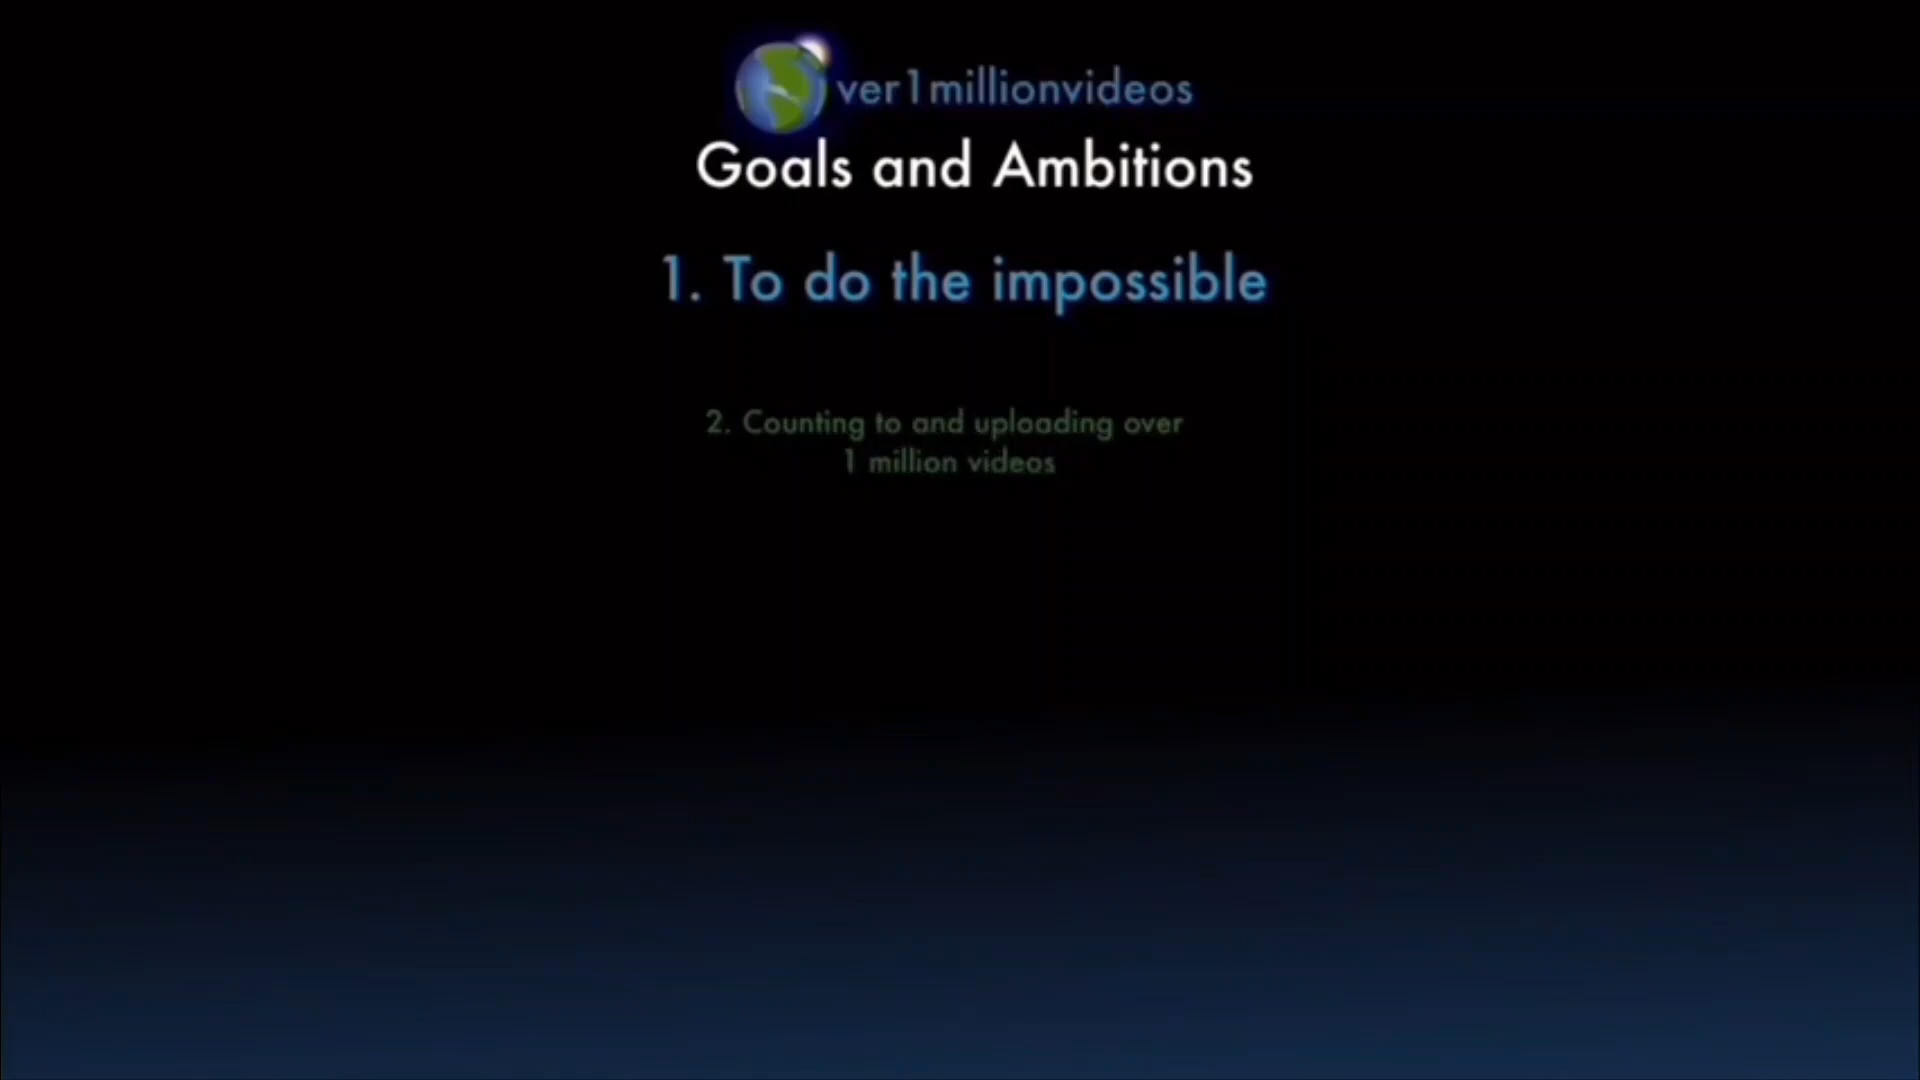 ver1millionvideos
Goals and Ambitions
1. To do the impossible
2. Counting to and uploading over
1 million videos